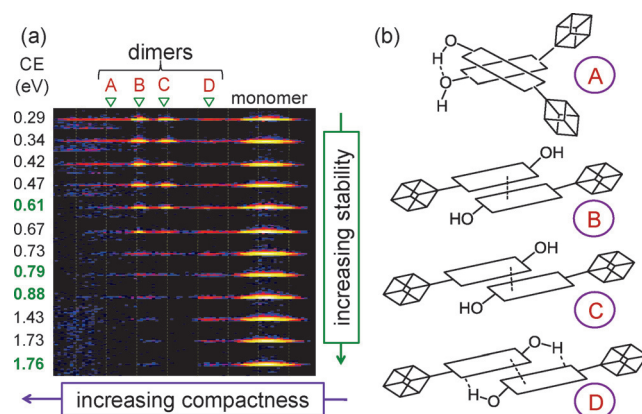 (a)
dimers
CE
(eV)
A B C D monomer
0.29
0.34
0.42
0.47
0.61
0.67
0.73
0.79
0.88
1.43
1.73
1.76
increasing stability
increasing compactness
(b)
HO
H
O
H
A
OH
HO
B
OH
HO
C
O-H
H-O
D